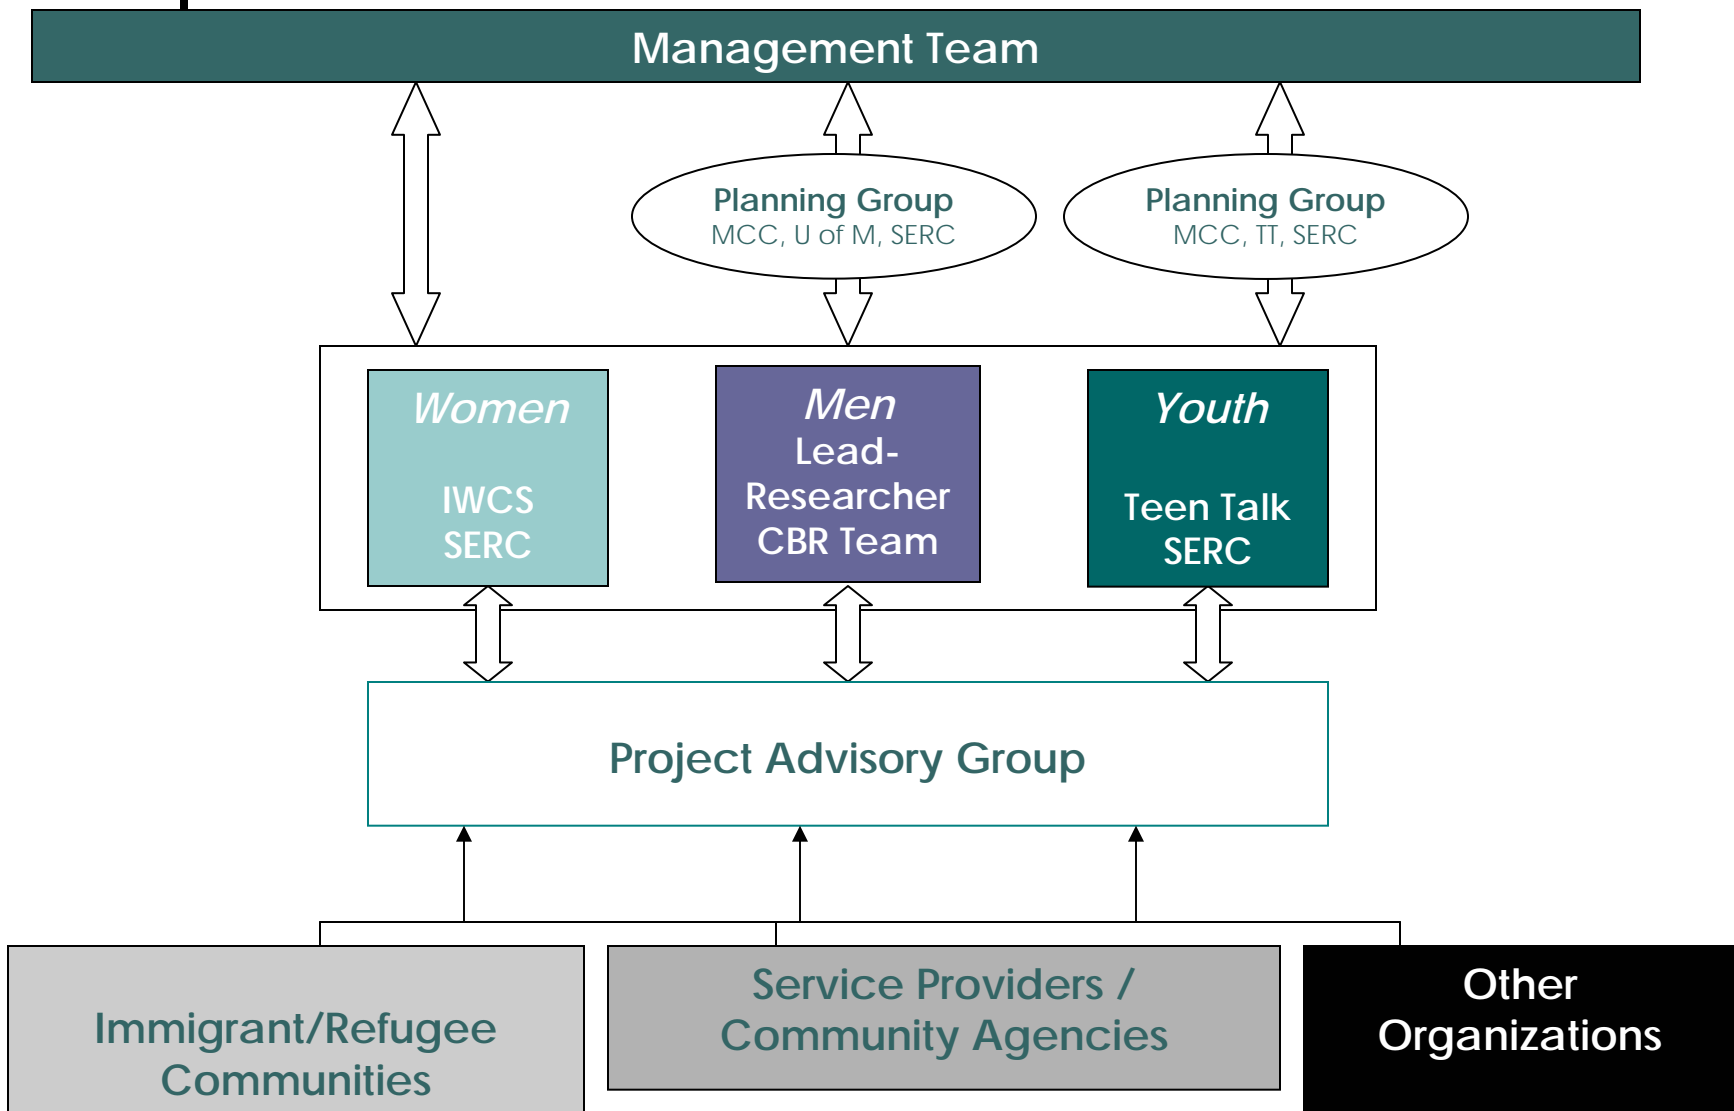 Management Team
Planning Group
MCC, U of M, SERC
Planning Group
MCC, TT, SERC
Women
IWCS
SERC
Men
Lead-
Researcher
CBR Team
Youth
Teen Talk
SERC
Project Advisory Group
Immigrant/Refugee
Communities
Service Providers /
Community Agencies
Other
Organizations